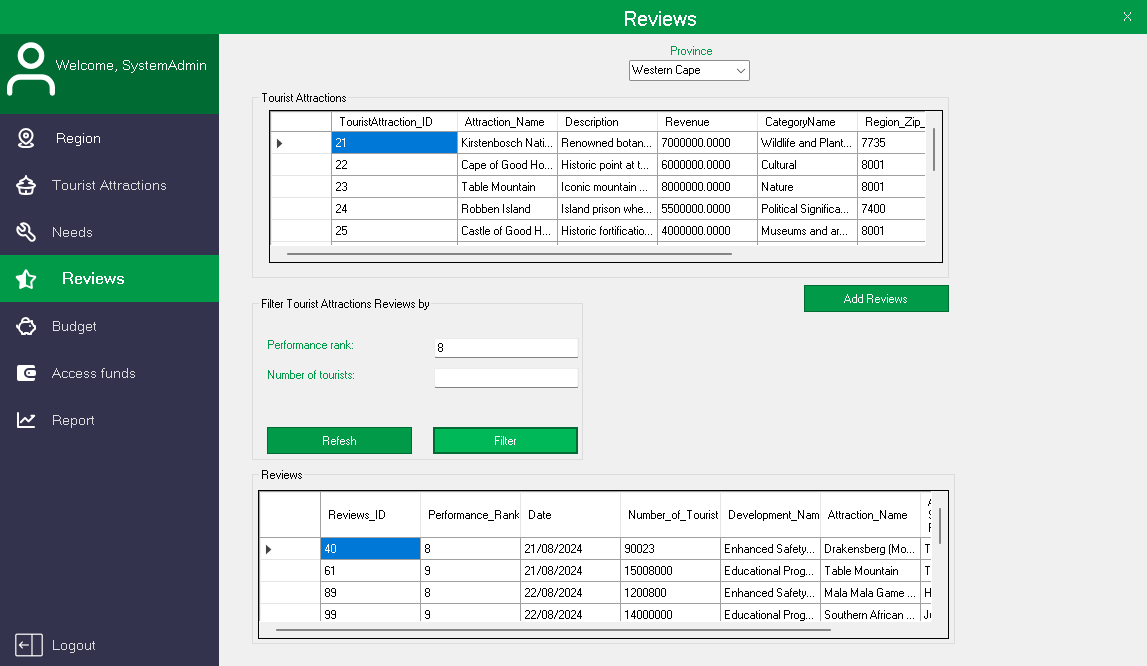 Reviews
X
Welcome, SystemAdmin
Region
Tourist Attractions
Needs
Reviews
Budget
Access funds
Report
Logout
Province
Western Cape
Tourist Attractions
TouristAttraction_ID Attraction_Name Description Revenue CategoryName Region_Zip_
21 Kirstenbosch Nati... Renowned botan... 7000000.0000 Wildlife and Plant... 7735
22 Cape of Good Ho... Historic point at t... 6000000.0000 Cultural 8001
23 Table Mountain Iconic mountain ... 8000000.0000 Nature 8001
24 Robben Island Island prison whe... 5500000.0000 Political Significa... 7400
25 Castle of Good H... Historic fortificatio... 4000000.0000 Museums and ar... 8001
Add Reviews
Filter Tourist Attractions Reviews by
Performance rank: 8
Number of tourists:
Refesh Filter
Reviews
Reviews_ID Performance_Rank Date Number_of_Tourist Development_Nam Attraction_Name
40 8 21/08/2024 90023 Enhanced Safety... Drakensberg (Mo... T
61 9 21/08/2024 15008000 Educational Prog... Table Mountain T
89 8 22/08/2024 1200800 Enhanced Safety... Mala Mala Game ... H
99 9 22/08/2024 14000000 Educational Prog... Southern African ...